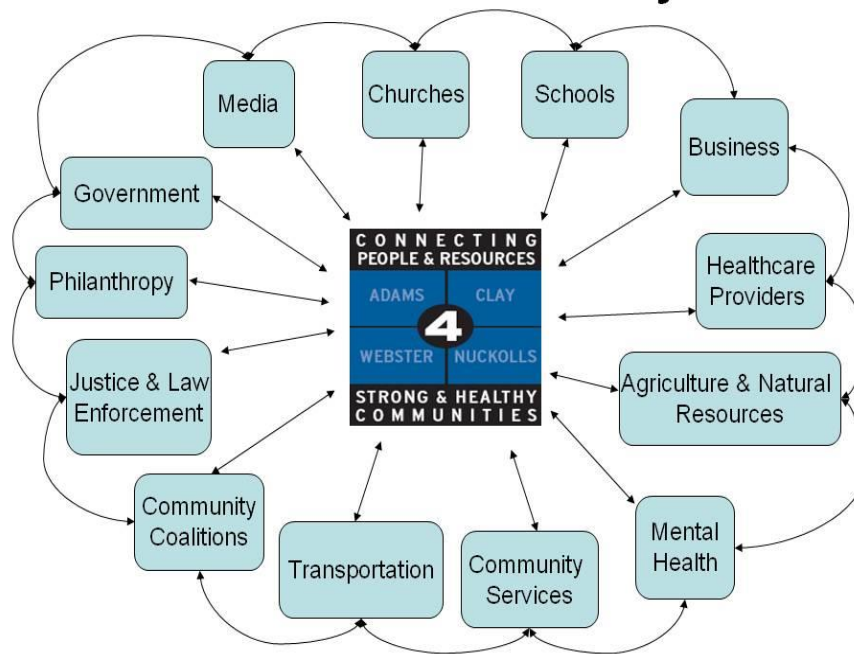 Media
Churches
Schools
Business
Government
Philanthropy
Healthcare
Providers
Justice & Law
Enforcement
Agriculture & Natural
Resources
Community
Coalitions
Transportation
Community
Services
Mental
Health
CONNECTING
PEOPLE & RESOURCES
ADAMS
CLAY
4
WEBSTER
NUCKOLLS
STRONG & HEALTHY
COMMUNITIES